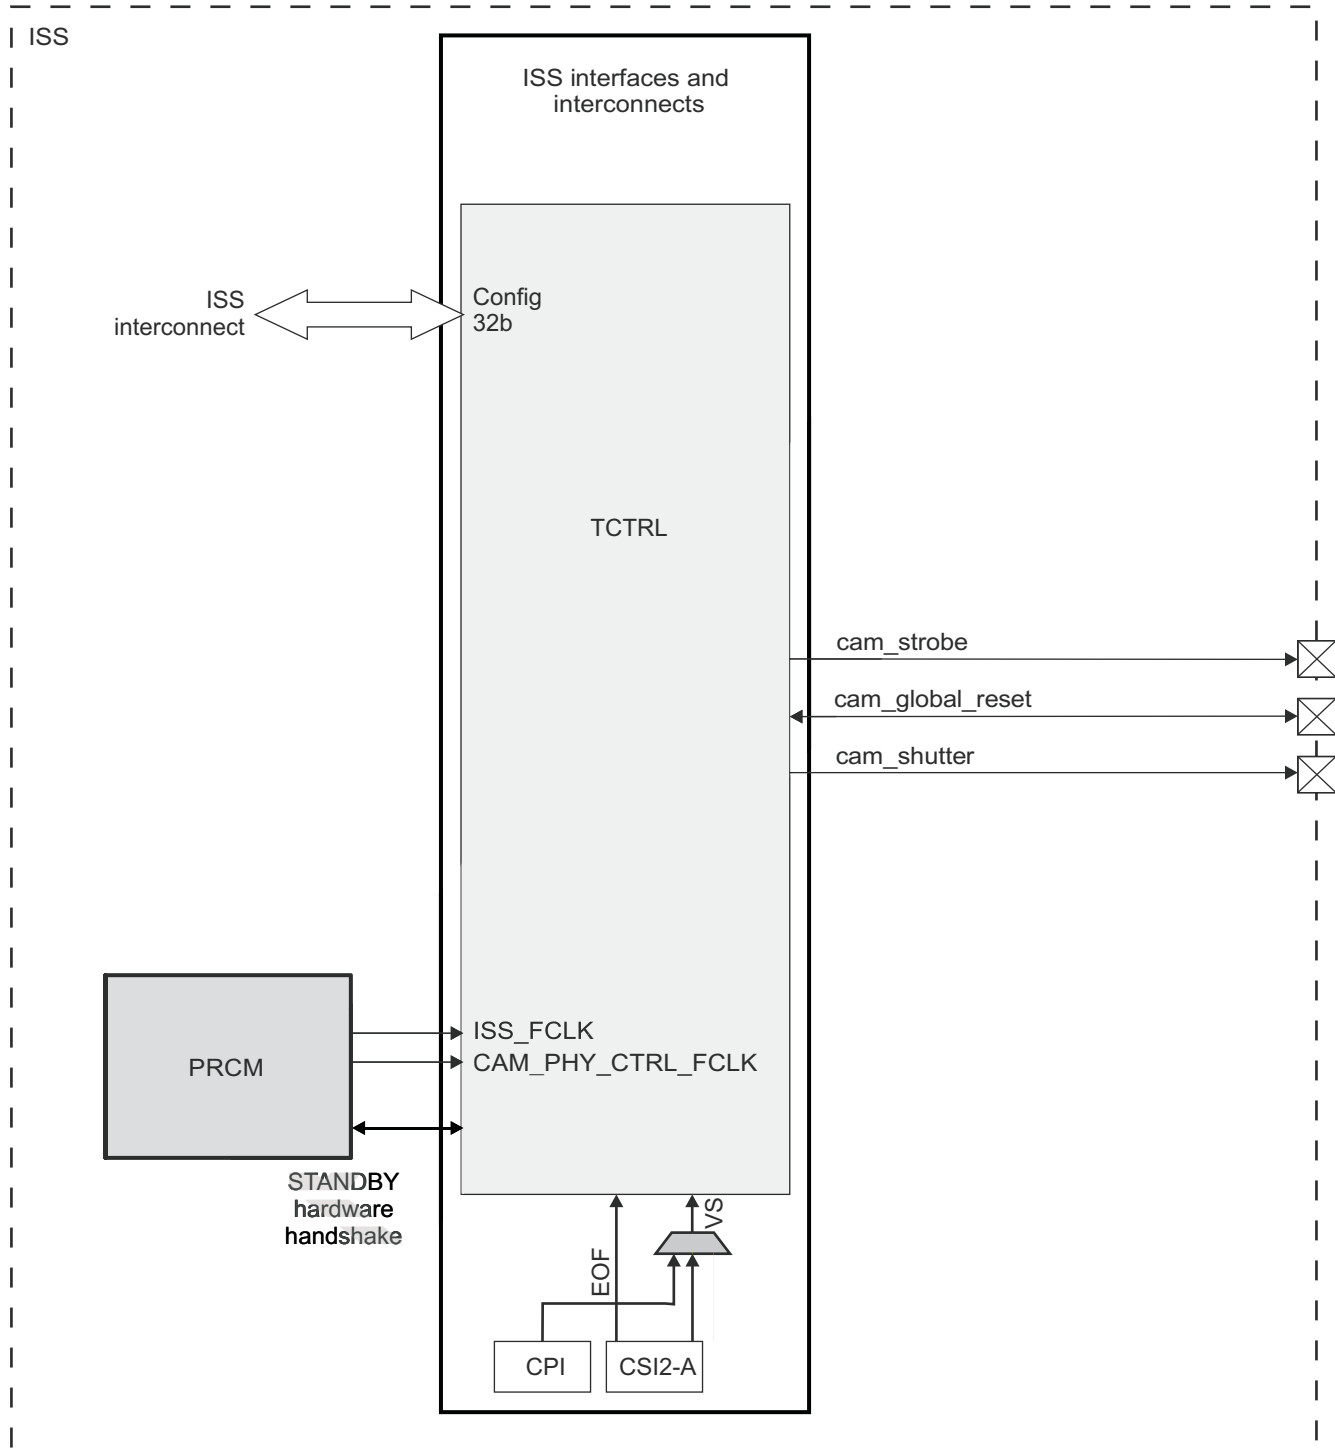 ISS
ISS interfaces and
interconnects
ISS
interconnect
Config
32b
TCTRL
cam_strobe
cam_global_reset
cam_shutter
ISS_FCLK
CAM_PHY_CTRL_FCLK
PRCM
STANDBY
hardware
handshake
VS
EOF
CPI
CSI2-A